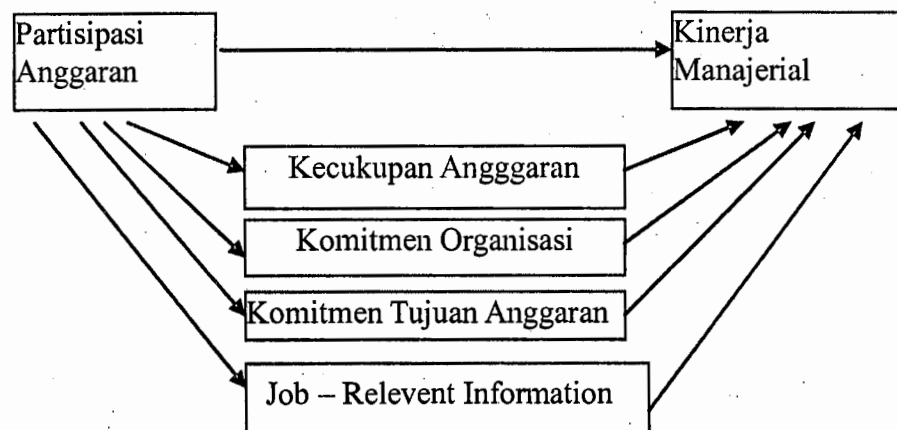 Partisipasi
Anggaran
Kinerja
Manajerial
Kecukupan Angggaran
Komitmen Organisasi
Komitmen Tujuan Anggaran
Job – Relevent Information